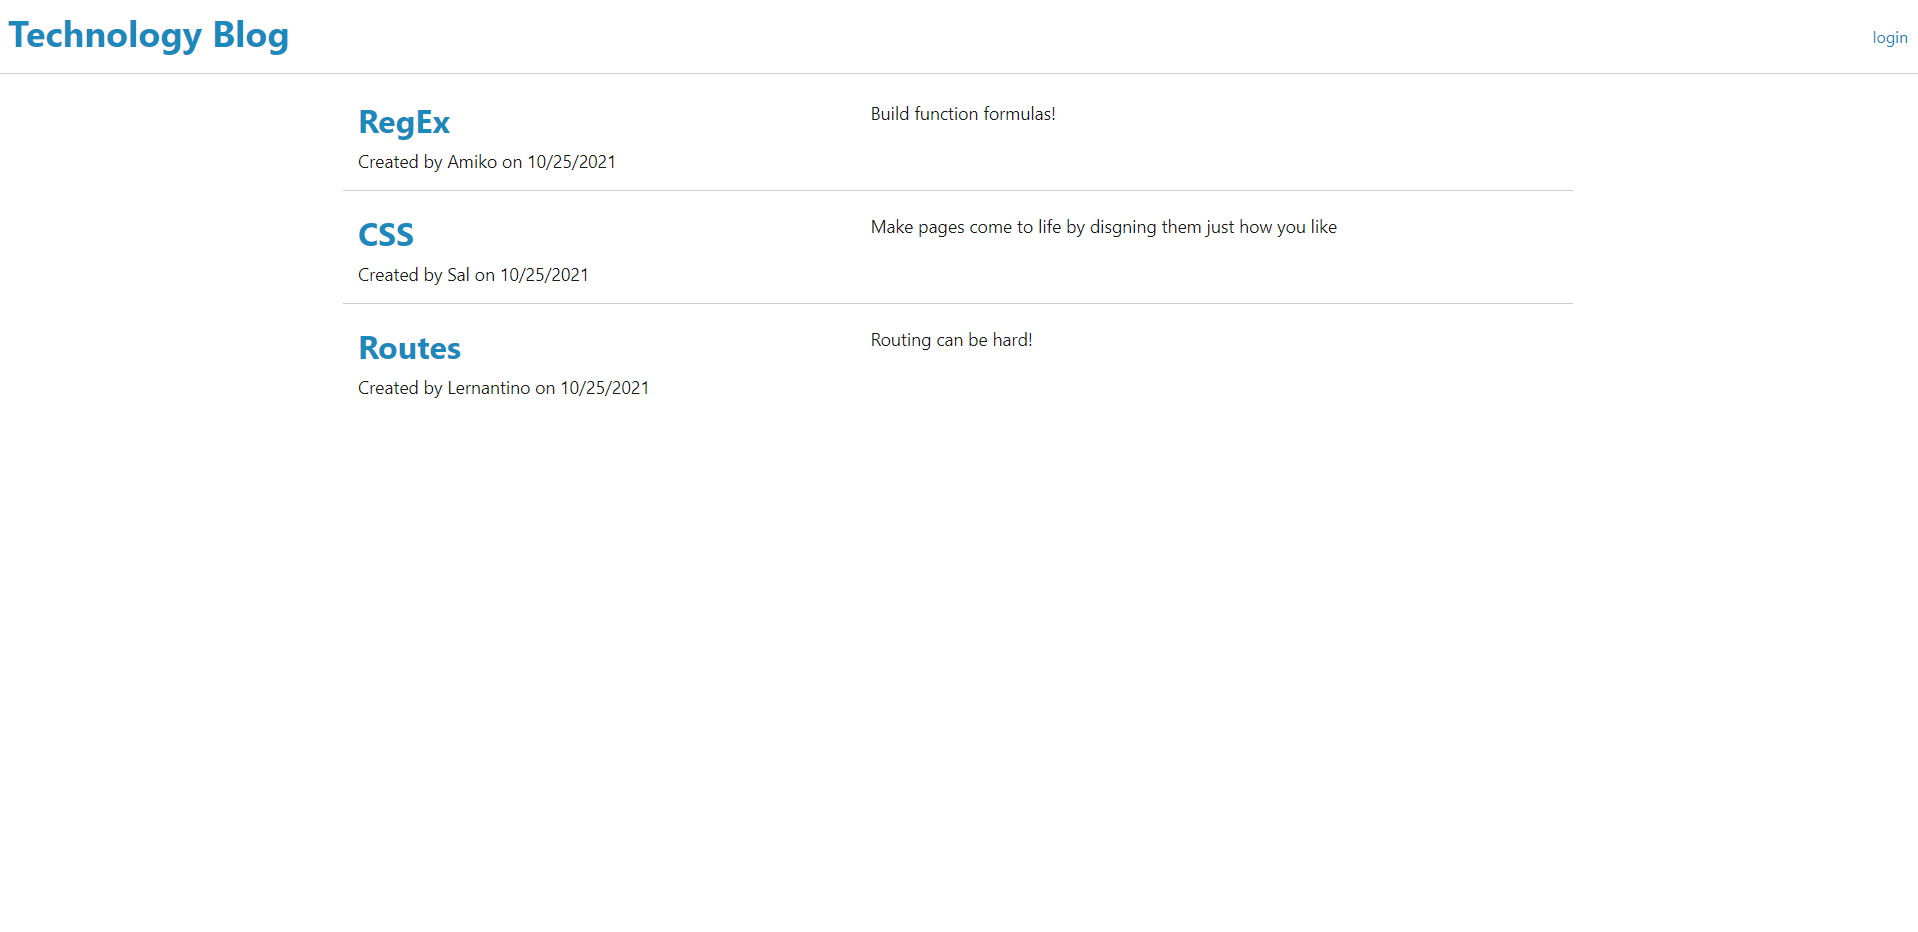 Technology Blog
login
RegEx
Build function formulas!
Created by Amiko on 10/25/2021
CSS
Make pages come to life by disgning them just how you like
Created by Sal on 10/25/2021
Routes
Routing can be hard!
Created by Lernantino on 10/25/2021